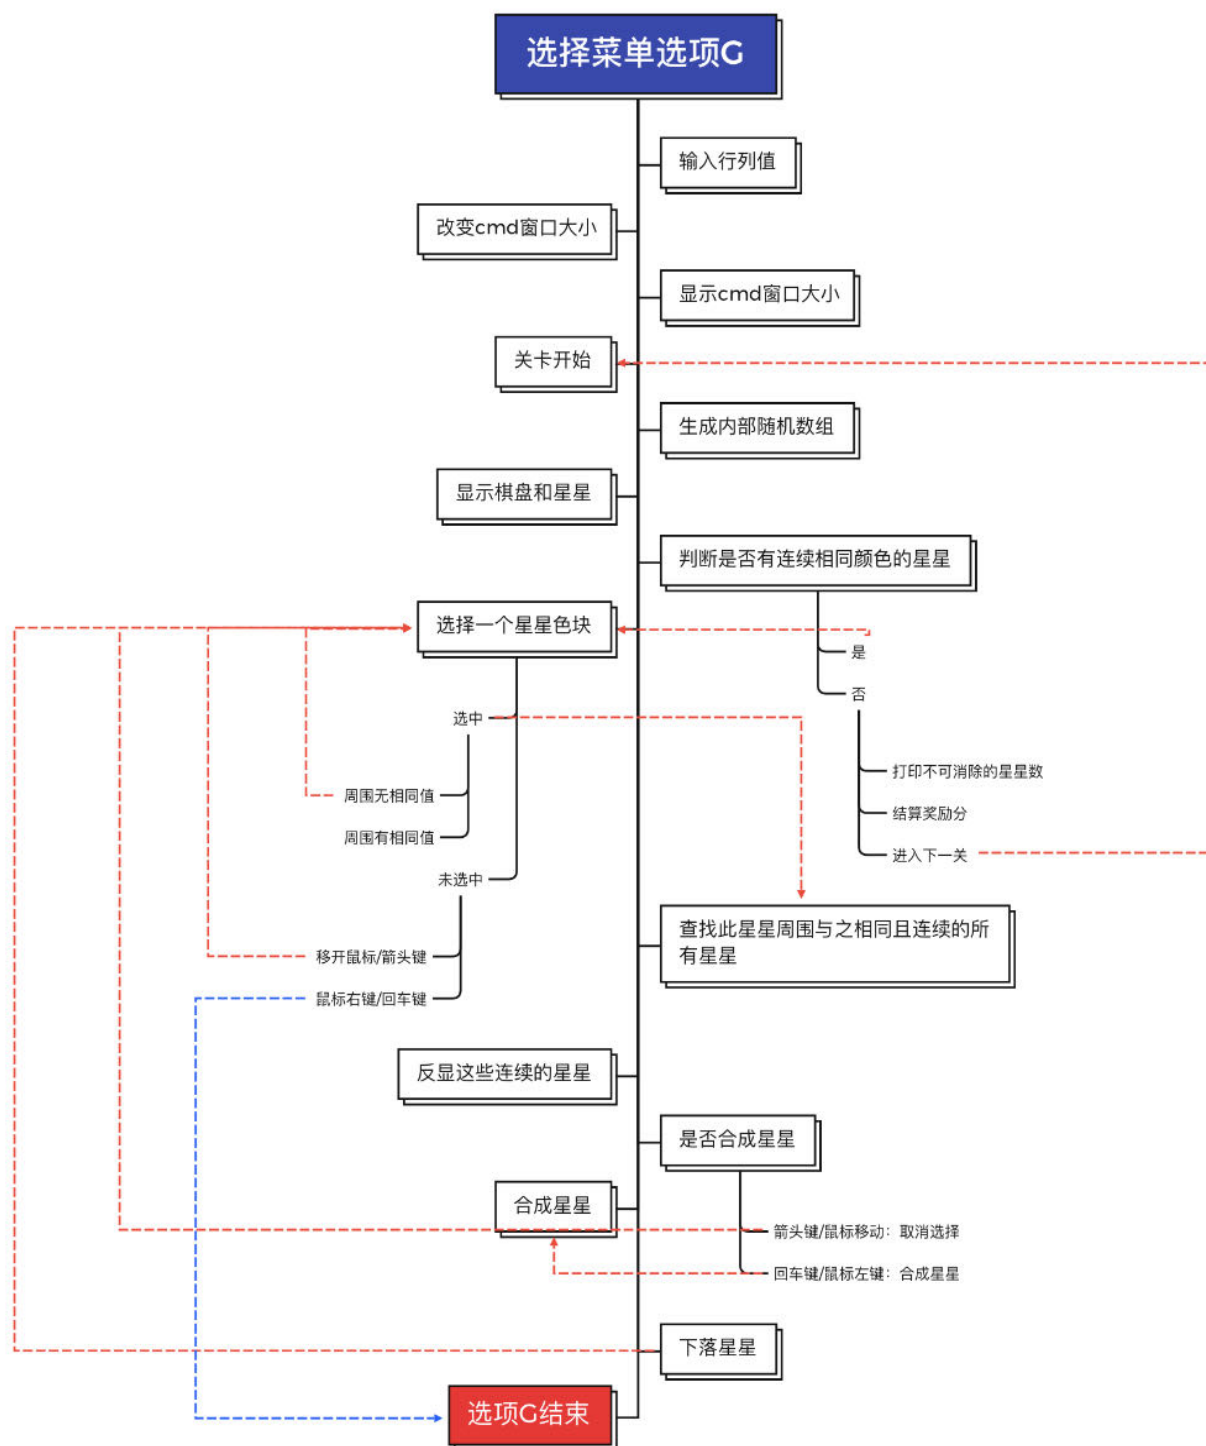 选择菜单选项G
输入行列值
改变cmd窗口大小
显示cmd窗口大小
关卡开始
生成内部随机数组
显示棋盘和星星
判断是否有连续相同颜色的星星
选择一个星星色块
是
否
选中
打印不可消除的星星数
周围无相同值
结算奖励分
周围有相同值
进入下一关
未选中
查找此星星周围与之相同且连续的所
有星星
移开鼠标/箭头键
鼠标右键/回车键
反显这些连续的星星
是否合成星星
合成星星
箭头键/鼠标移动：取消选择
回车键/鼠标左键：合成星星
下落星星
选项G结束